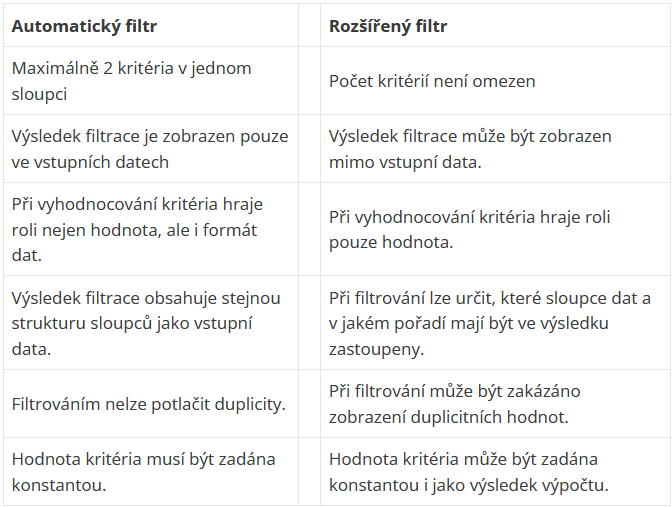 Automatický filtr
Rozšířený filtr
Maximálně 2 kritéria v jednom
sloupci
Počet kritérií není omezen
Výsledek filtrace je zobrazen pouze
ve vstupních datech
Výsledek filtrace může být zobrazen
mimo vstupní data.
Při vyhodnocování kritéria hraje
roli nejen hodnota, ale i formát
dat.
Při vyhodnocování kritéria hraje roli
pouze hodnota.
Výsledek filtrace obsahuje stejnou
strukturu sloupců jako vstupní
data.
Při filtrování lze určit, které sloupce dat a
v jakém pořadí mají být ve výsledku
zastoupeny.
Filtrováním nelze potlačit duplicity.
Při filtrování může být zakázáno
zobrazení duplicitních hodnot.
Hodnota kritéria musí být zadána
konstantou.
Hodnota kritéria může být zadána
konstantou i jako výsledek výpočtu.